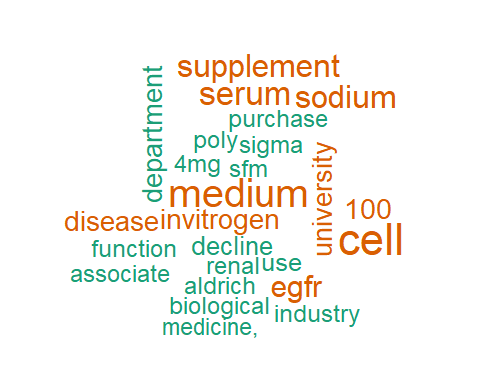 supplement
department
serum
sodium
purchase
poly
sigma
4mg
sfm
university
medium
100
disease
invitrogen
cell
function
decline
associate
renal
use
aldrich
egfr
biological
industry
medicine,